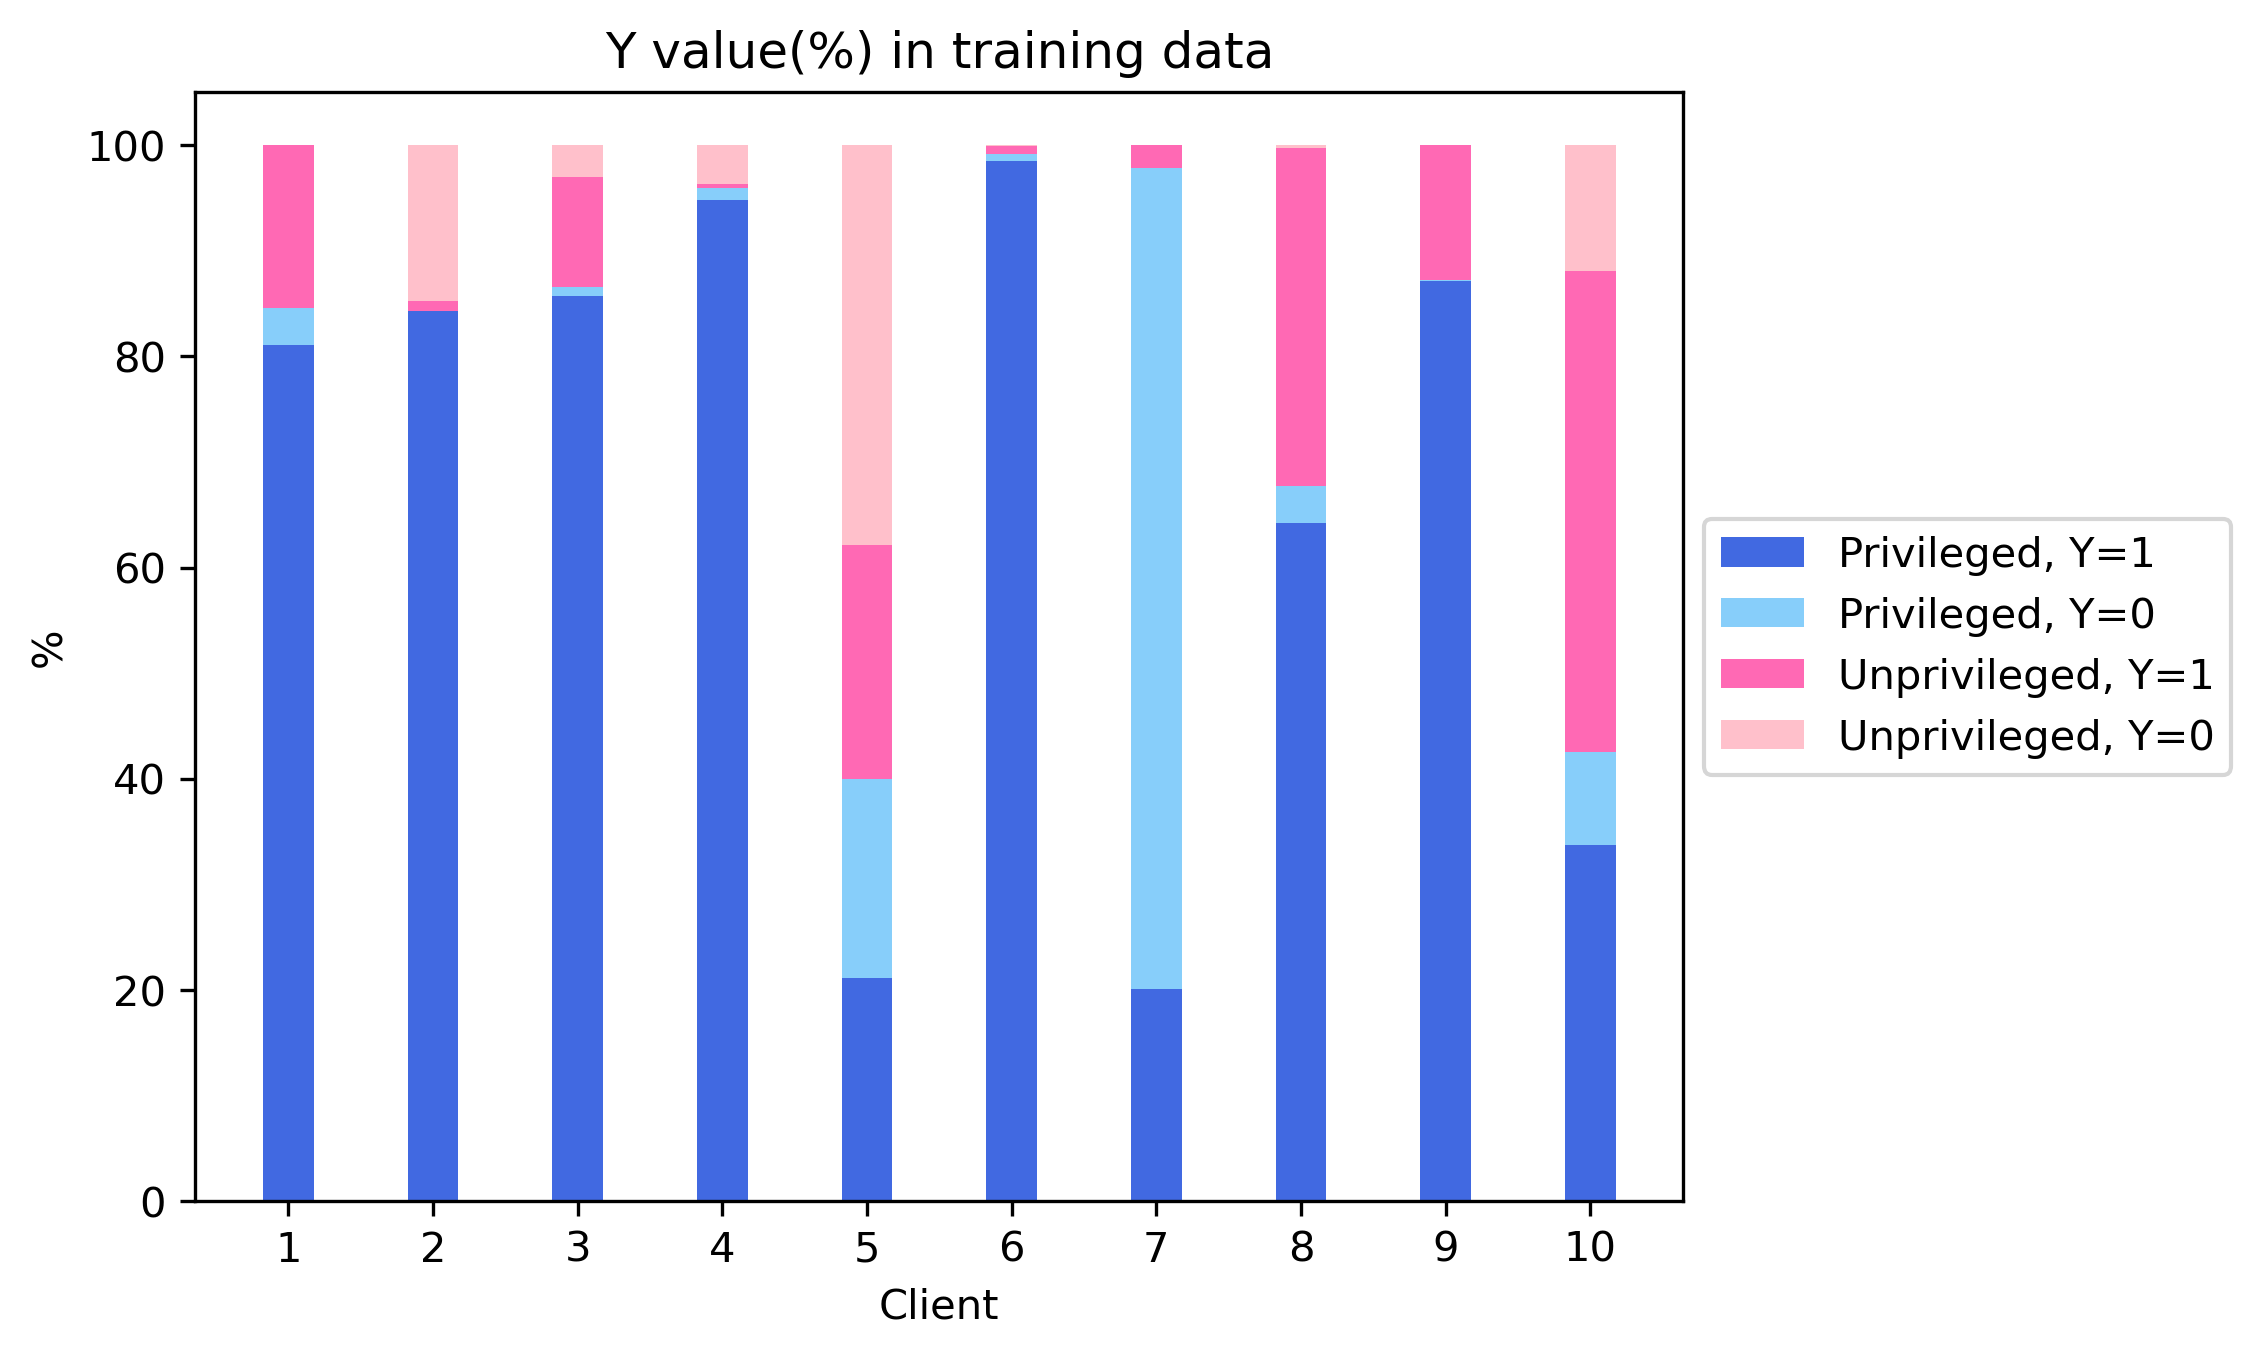 Y value(%) in training data
100
80
60
40
20
0
%
1 2 3 4 5 6 7 8 9 10
Client
Privileged, Y=1
Privileged, Y=0
Unprivileged, Y=1
Unprivileged, Y=0